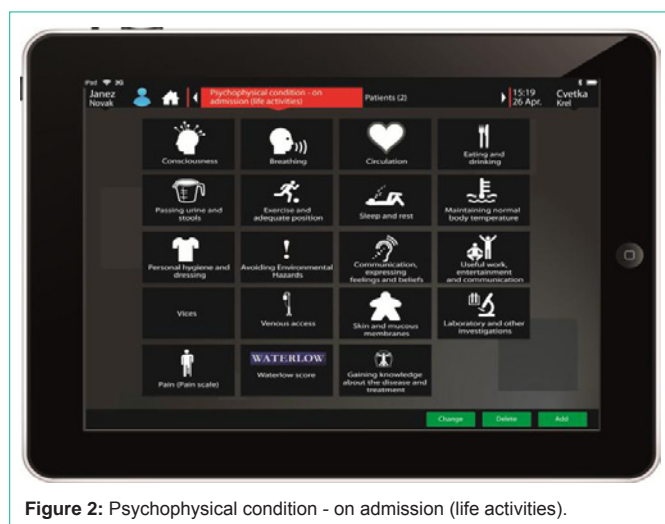 iPad 3G
Janez
Novak
Psychophysical condition - on
admission (life activities)
Patients (2)
15:19
26 Apr.
Cvetka
Krel
Consciousness
Breathing
Circulation
Eating and
drinking
Passing urine and
stools
Exercise and
adequate position
Sleep and rest
Maintaining normal
body temperature
Personal hygiene and
dressing
Avoiding Environmental
Hazards
Communication,
expressing
feelings and beliefs
Useful work,
entertainment
and communication
Vices
Venous access
Skin and mucous
membranes
Laboratory and other
investigations
Pain (Pain scale)
WATERLOW
Waterlow score
Gaining knowledge
about the disease and
treatment
Change
Delete
Add
Figure 2: Psychophysical condition - on admission (life activities).